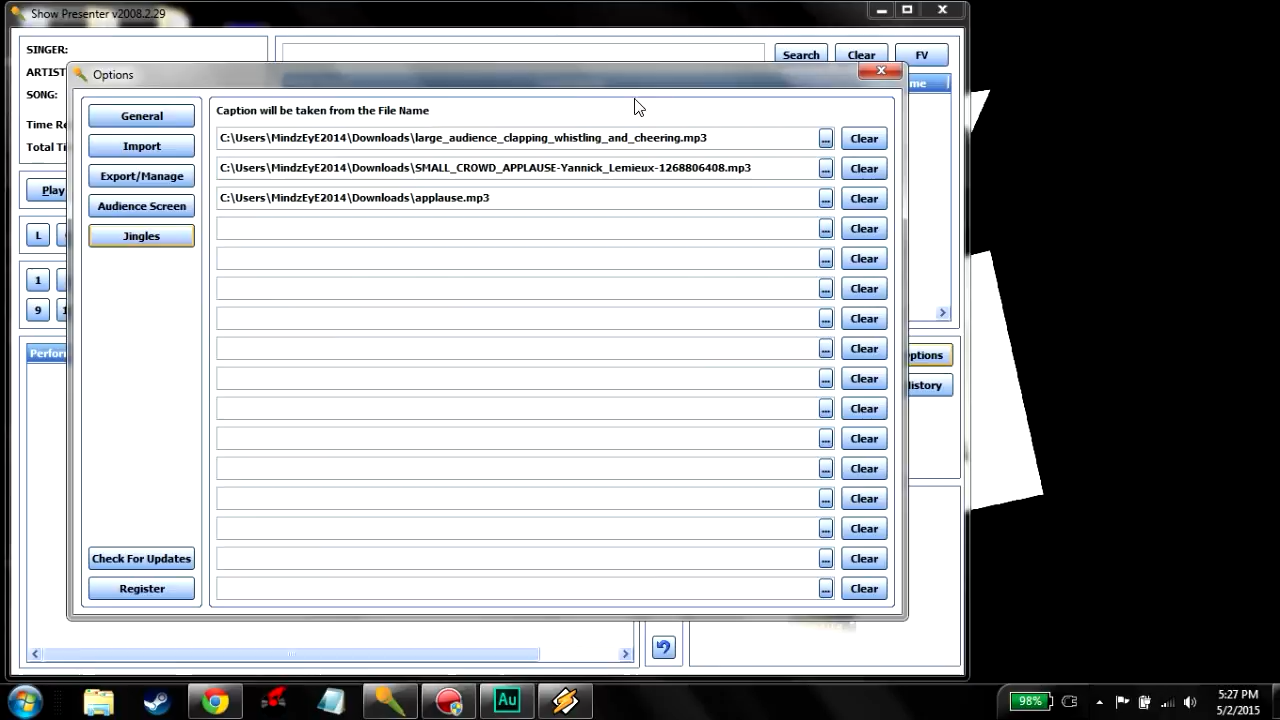 Show Presenter v2008.2.29
SINGER:
ARTIST
SONG:
Search
Clear
FV
Time Re
Total Ti
Play
L
1
9
Perfor
ptions
History
Options
General
Import
Export/Manage
Audience Screen
Jingles
Check For Updates
Register
Caption will be taken from the File Name
C:\Users\MindzEyE2014\Downloads\large_audience_clapping_whistling_and_cheering.mp3
... Clear
C:\Users\MindzEyE2014\Downloads\SMALL_CROWD_APPLAUSE-Yannick_Lemieux-1268806408.mp3
... Clear
C:\Users\MindzEyE2014\Downloads\applause.mp3
... Clear
... Clear
... Clear
... Clear
... Clear
... Clear
... Clear
... Clear
... Clear
... Clear
... Clear
... Clear
... Clear
... Clear
Au
98%
5:27 PM
5/2/2015